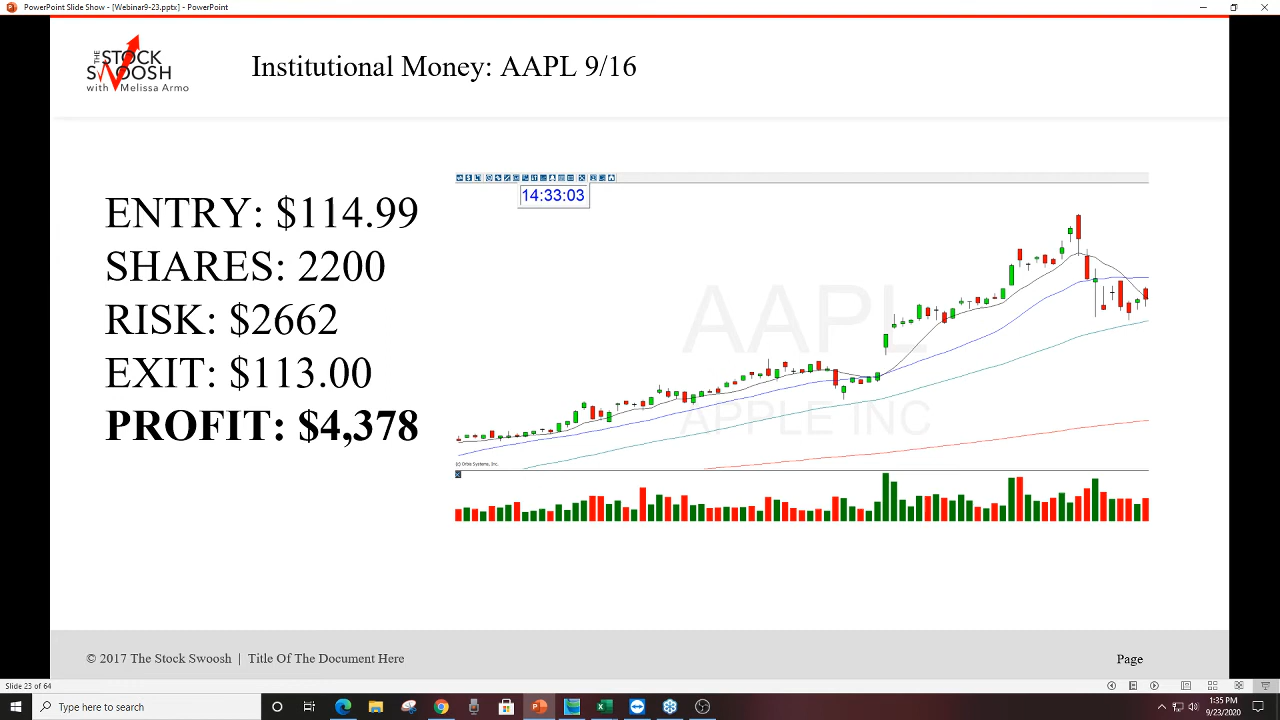 PowerPoint Slide Show - [Webinar9-23.pptx] - PowerPoint
THE
STOCK
SWOOSH
with Melissa Armo
Institutional Money: AAPL 9/16
ENTRY: $114.99
SHARES: 2200
RISK: $2662
EXIT: $113.00
PROFIT: $4,378
14:33:03
AAPL
APPLE INC
(c) Orbis Systems, Inc.
© 2017 The Stock Swoosh | Title Of The Document Here
Page
Slide 23 of 64
Type here to search
1:35 PM
9/23/2020